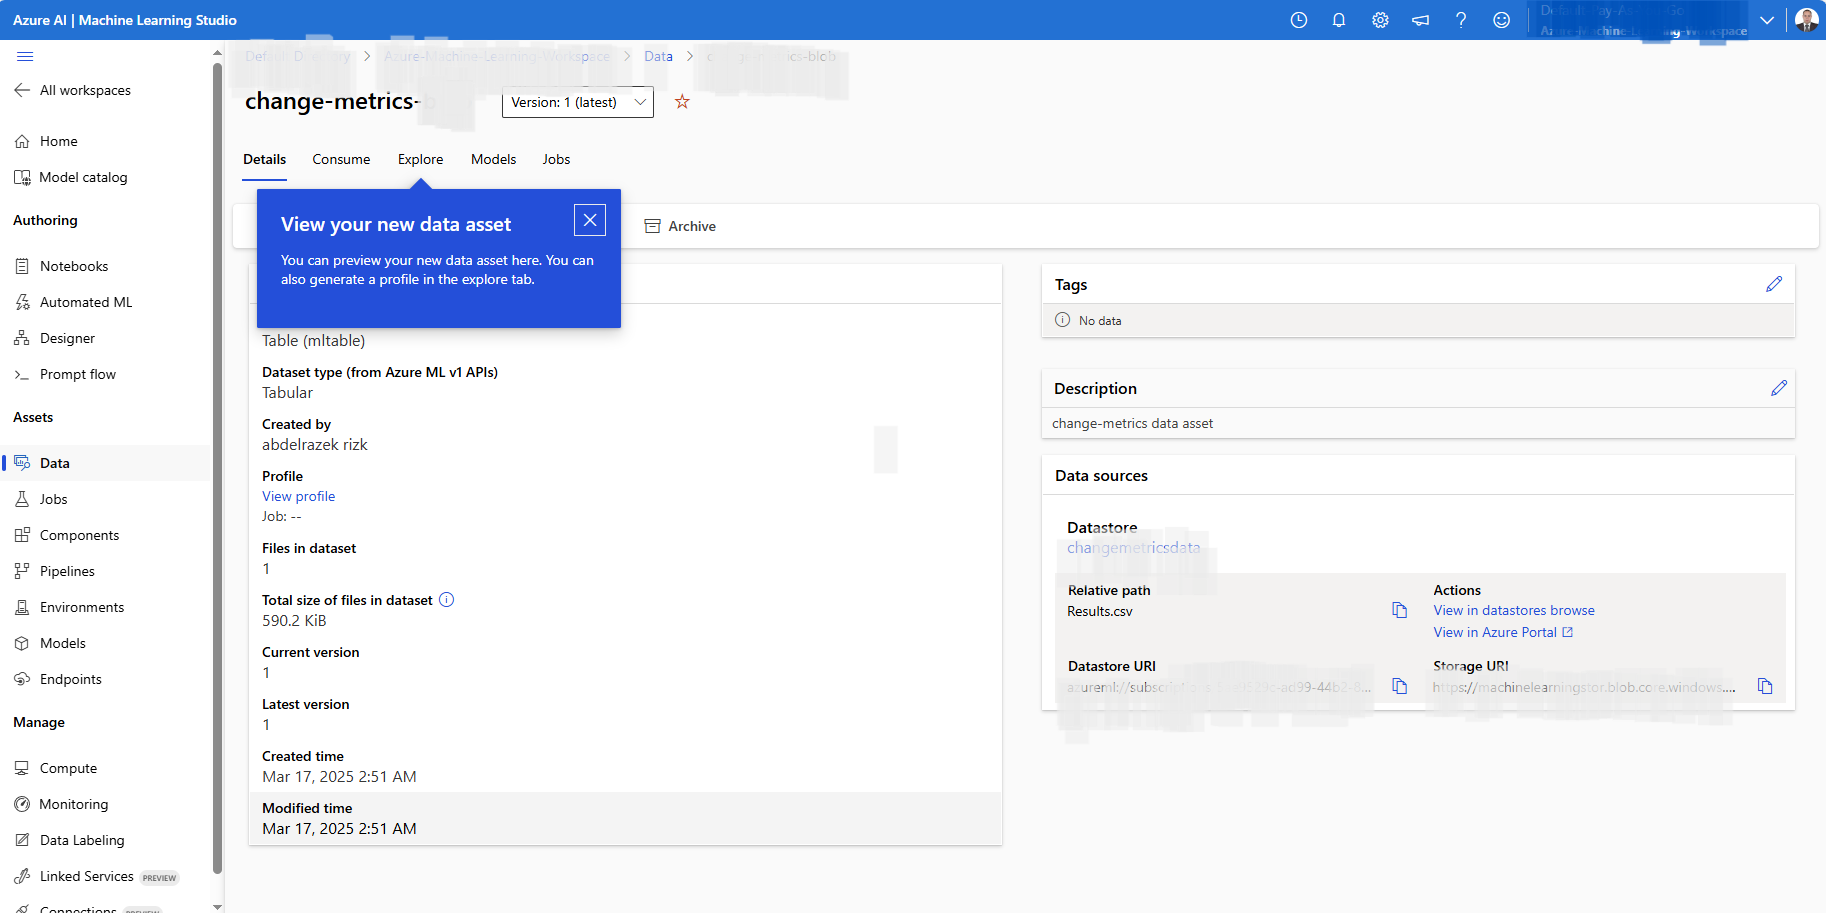 Azure AI | Machine Learning Studio
All workspaces
Home
Model catalog
Authoring
Notebooks
Automated ML
Designer
Prompt flow
Assets
Data
Jobs
Components
Pipelines
Environments
Models
Endpoints
Manage
Compute
Monitoring
Data Labeling
Linked Services PREVIEW
Connections PREVIEW
Azure-Machine-Learning-Workspace > Data >
change-metrics-
Version: 1 (latest)
Details Consume Explore Models Jobs
View your new data asset
You can preview your new data asset here. You can
also generate a profile in the explore tab.
Archive
Table (mltable)
Dataset type (from Azure ML v1 APIs)
Tabular
Created by
abdelrazek rizk
Profile
View profile
Job: --
Files in dataset
1
Total size of files in dataset
590.2 KiB
Current version
1
Latest version
1
Created time
Mar 17, 2025 2:51 AM
Modified time
Mar 17, 2025 2:51 AM
Tags
No data
Description
change-metrics data asset
Data sources
Datastore
changemetricsdata
Relative path
Results.csv
Actions
View in datastores browse
View in Azure Portal
Datastore URI
Storage URI
https://machinelearningstor.blob.core.windows....